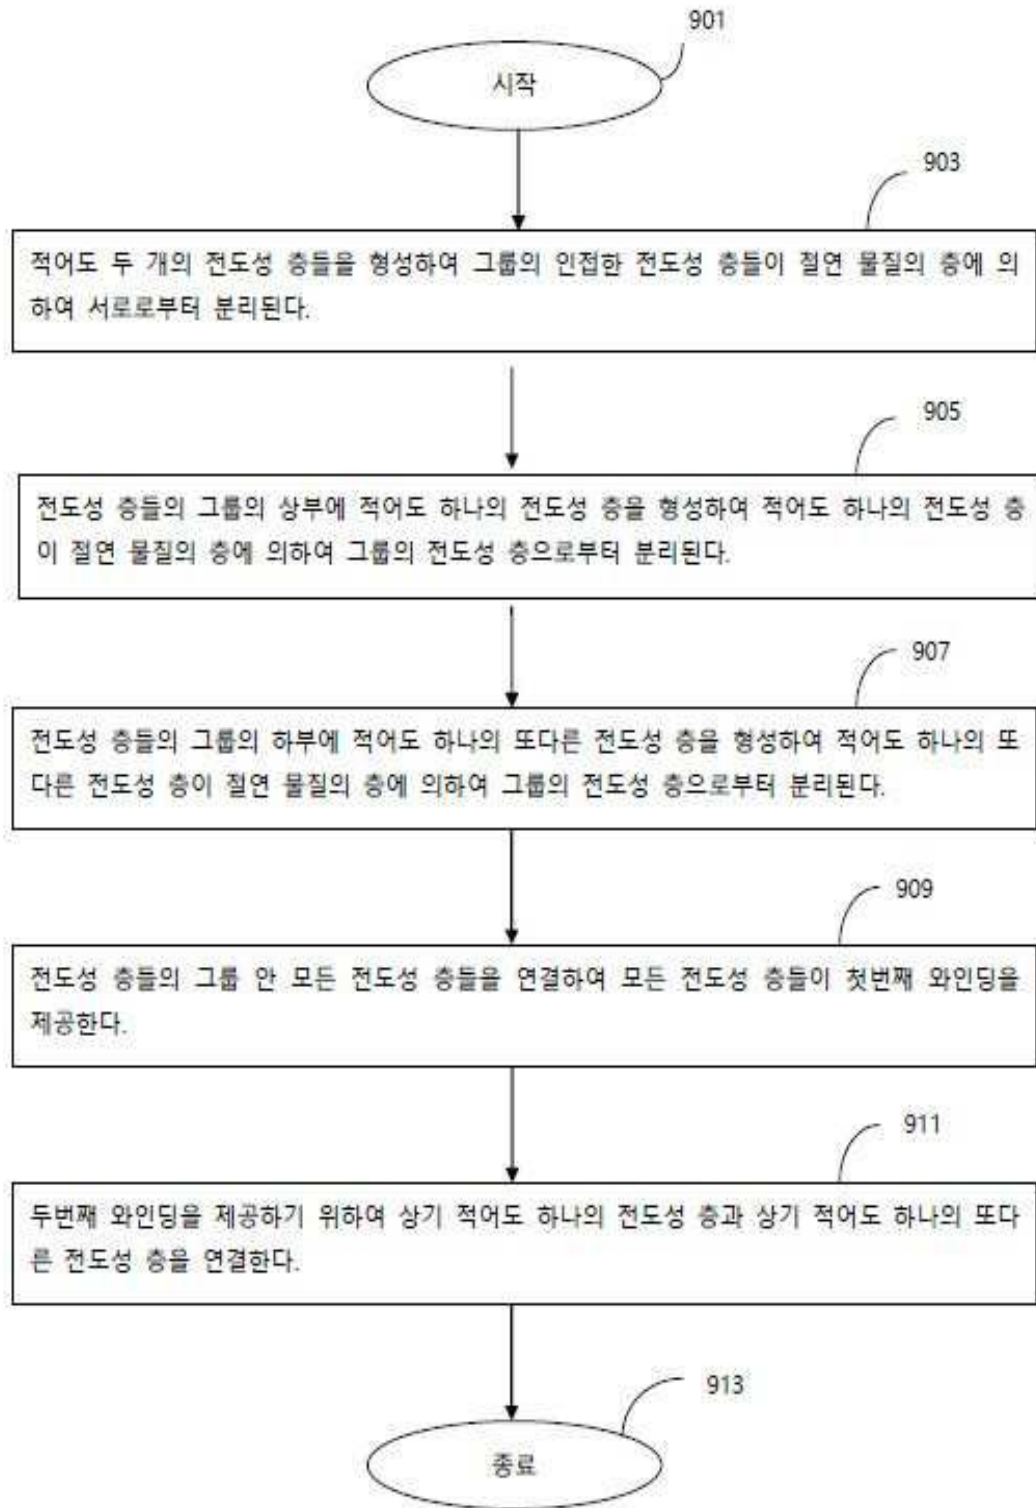 901
시작
903
적어도 두 개의 전도성 층들을 형성하여 그룹의 인접한 전도성 층들이 절연 물질의 층에 의
하여 서로로부터 분리된다.
905
전도성 층들의 그룹의 상부에 적어도 하나의 전도성 층을 형성하여 적어도 하나의 전도성 층
이 절연 물질의 층에 의하여 그룹의 전도성 층으로부터 분리된다.
907
전도성 층들의 그룹의 하부에 적어도 하나의 또다른 전도성 층을 형성하여 적어도 하나의 또
다른 전도성 층이 절연 물질의 층에 의하여 그룹의 전도성 층으로부터 분리된다.
909
전도성 층들의 그룹 안 모든 전도성 층들을 연결하여 모든 전도성 층들이 첫번째 와인딩을
제공한다.
911
두번째 와인딩을 제공하기 위하여 상기 적어도 하나의 전도성 층과 상기 적어도 하나의 또다
른 전도성 층을 연결한다.
913
종료